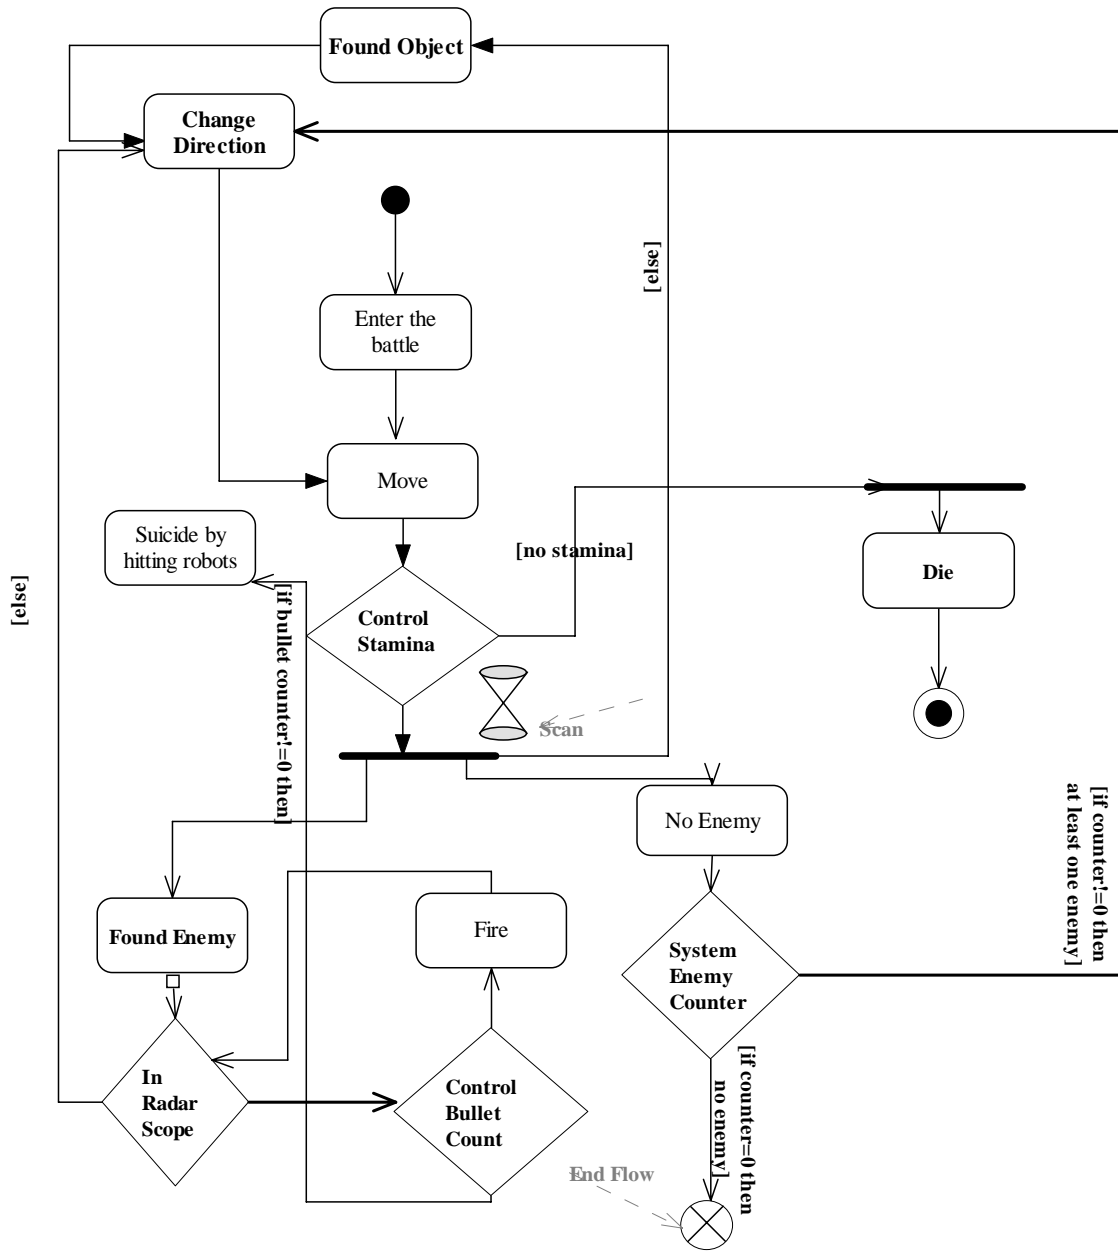 Found Object
Change
Direction
[else]
Enter the
battle
Move
Suicide by
hitting robots
[no stamina]
Die
[else]
Control
Stamina
[if bullet counter!=0 then]
Scan
No Enemy
[if counter!=0 then
at least one enemy]
Found Enemy
Fire
System
Enemy
Counter
In
Radar
Scope
Control
Bullet
Count
[if counter=0 then
no enemy]
End Flow